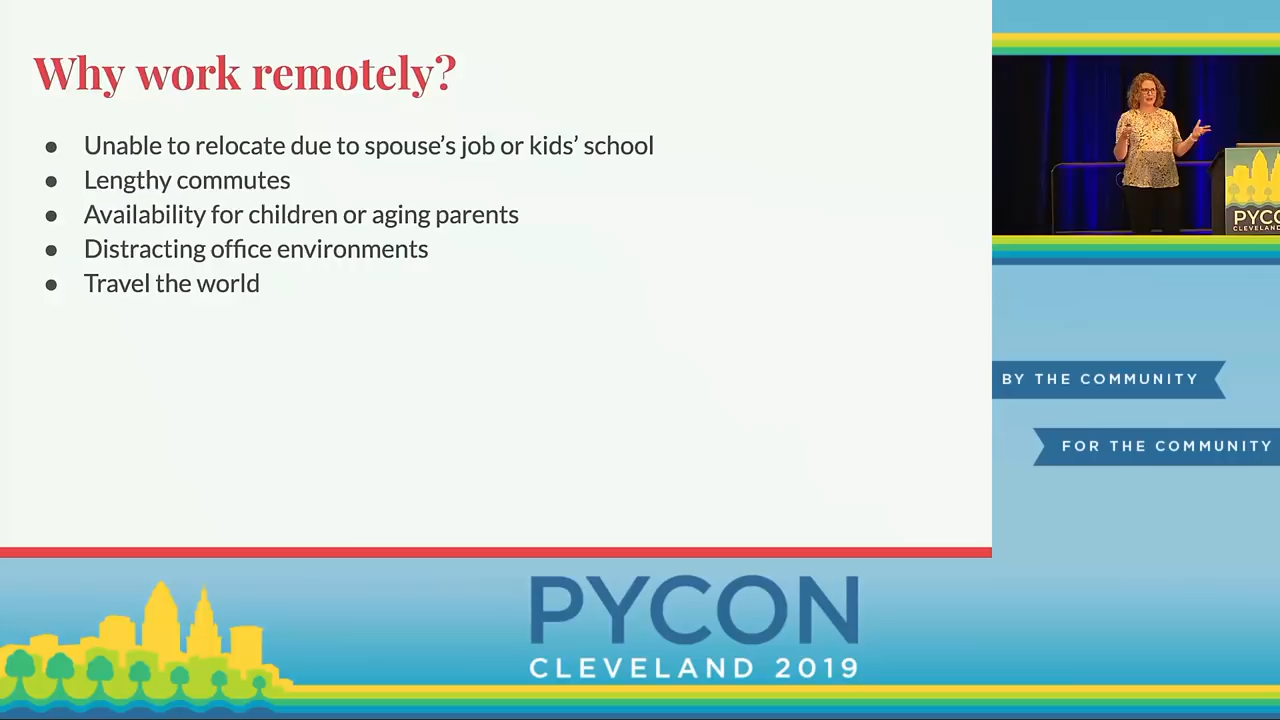 Why work remotely?
● Unable to relocate due to spouse's job or kids' school
● Lengthy commutes
● Availability for children or aging parents
● Distracting office environments
● Travel the world
BY THE COMMUNITY
FOR THE COMMUNITY
PYCON
CLEVELAND 2019